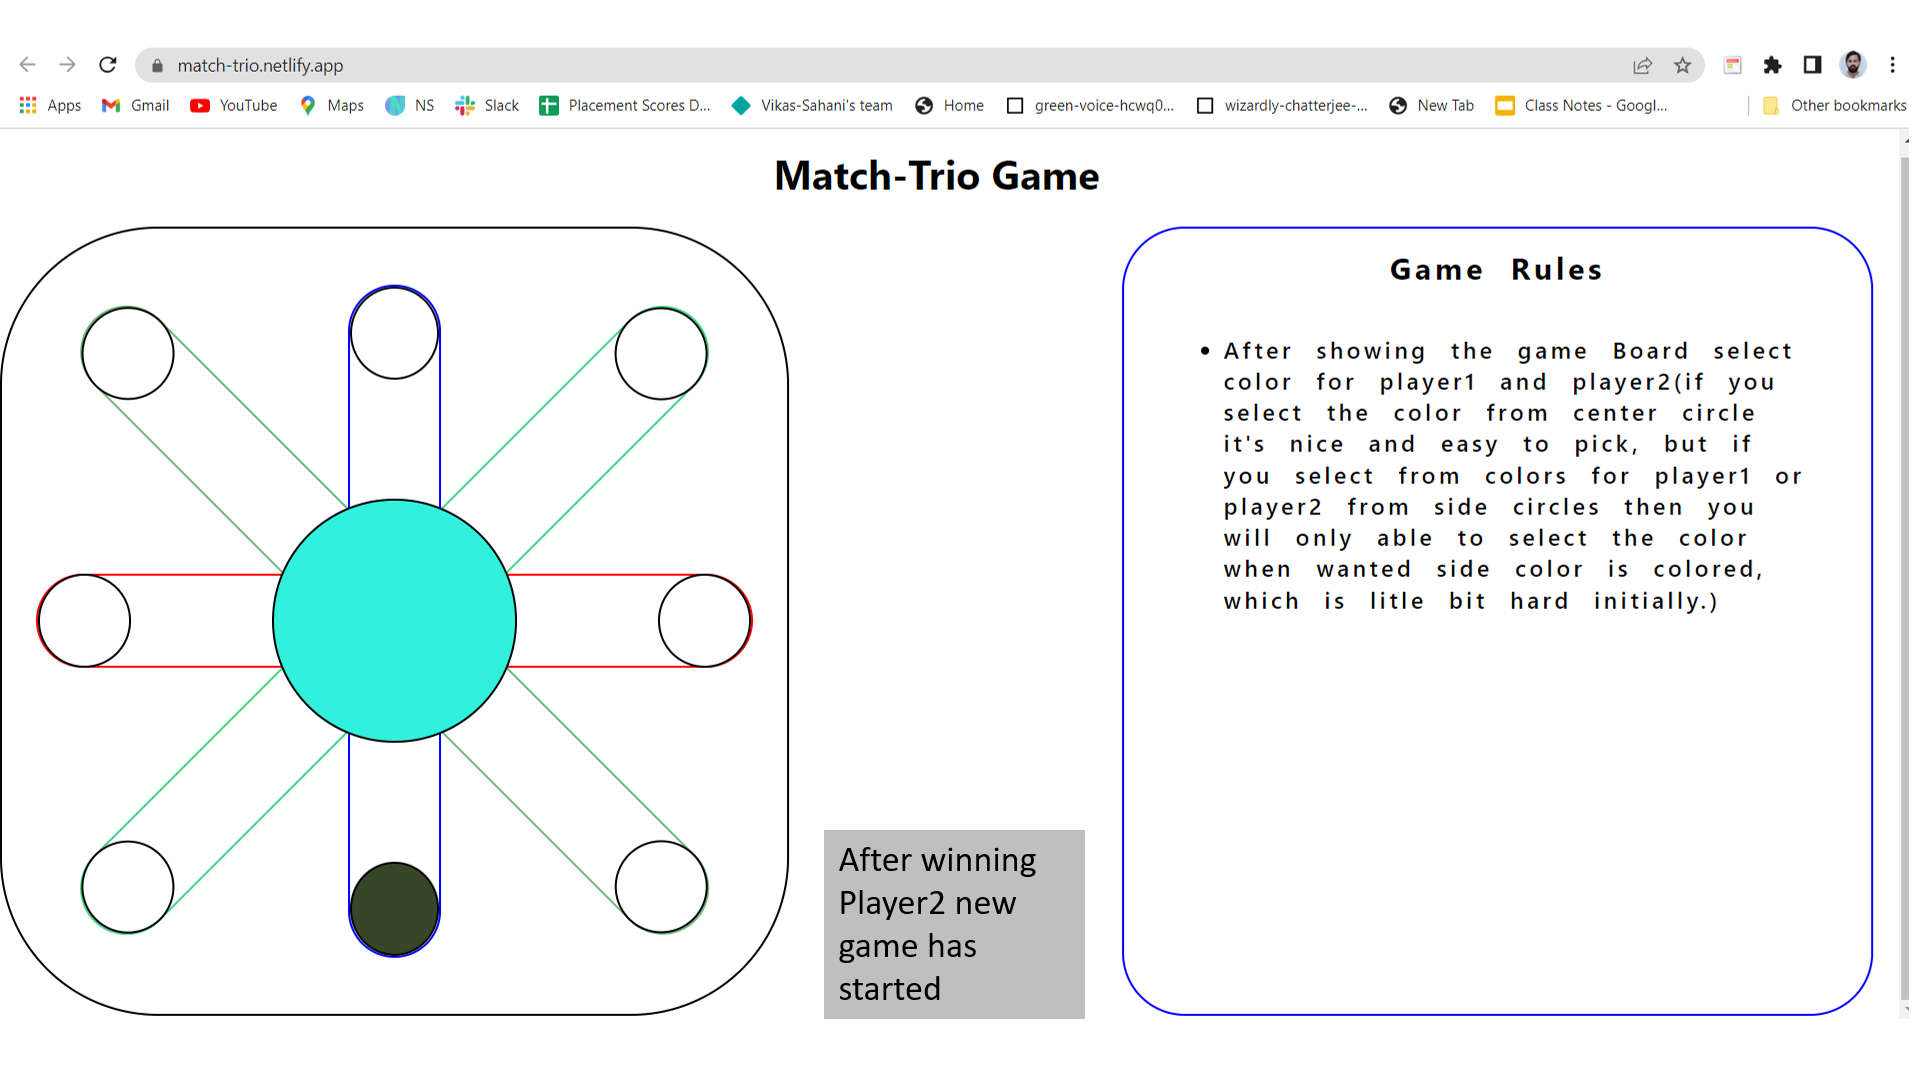 match-trio.netlify.app
Apps Gmail YouTube Maps NS Slack Placement Scores D... Vikas-Sahani's team Home green-voice-hcwq0... wizardly-chatterjee-... New Tab Class Notes - Googl... Other bookmarks
Match-Trio Game
Game Rules
After showing the game Board select
color for player1 and player2(if you
select the color from center circle
it's nice and easy to pick, but if
you select from colors for player1 or
player2 from side circles then you
will only able to select the color
when wanted side color is colored,
which is litle bit hard initially.)
After winning
Player2 new
game has
started